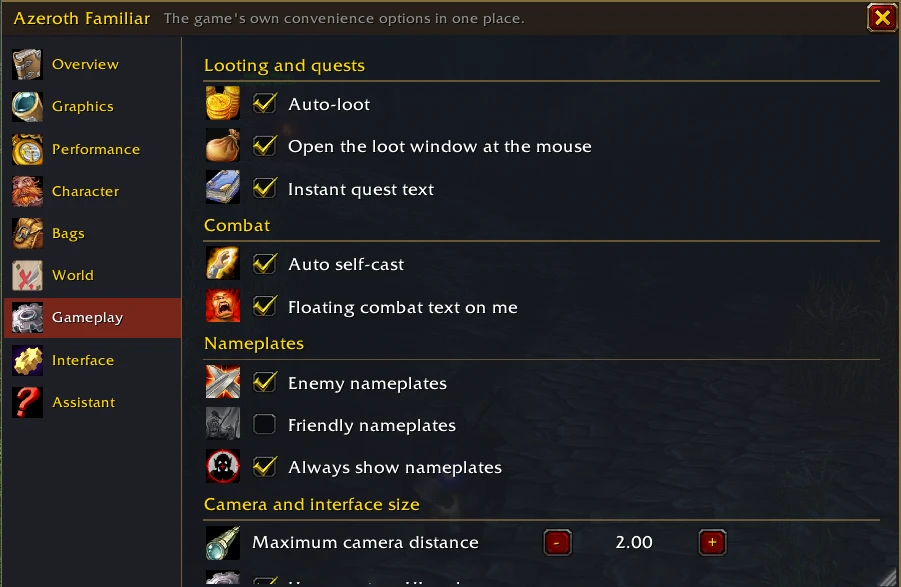 Azeroth Familiar The game's own convenience options in one place.
Overview
Graphics
Performance
Character
Bags
World
Gameplay
Interface
Assistant
Looting and quests
Auto-loot
Open the loot window at the mouse
Instant quest text
Combat
Auto self-cast
Floating combat text on me
Nameplates
Enemy nameplates
Friendly nameplates
Always show nameplates
Camera and interface size
Maximum camera distance - 2.00 +